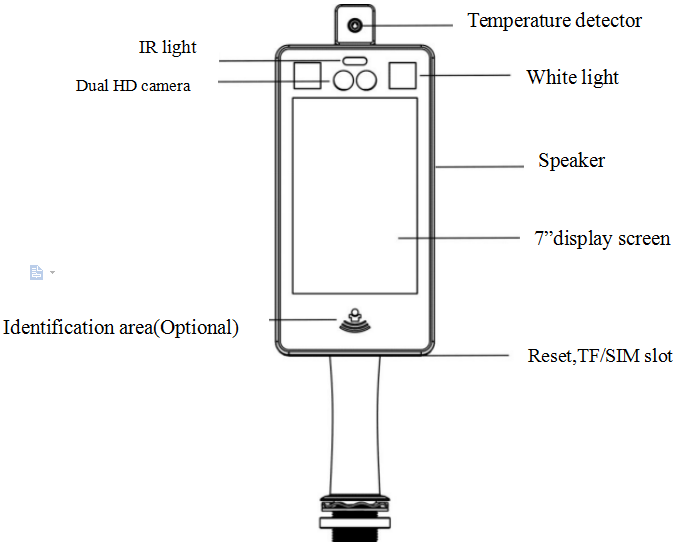 Temperature detector
IR light
White light
Dual HD camera
Speaker
7”display screen
Identification area(Optional)
Reset,TF/SIM slot